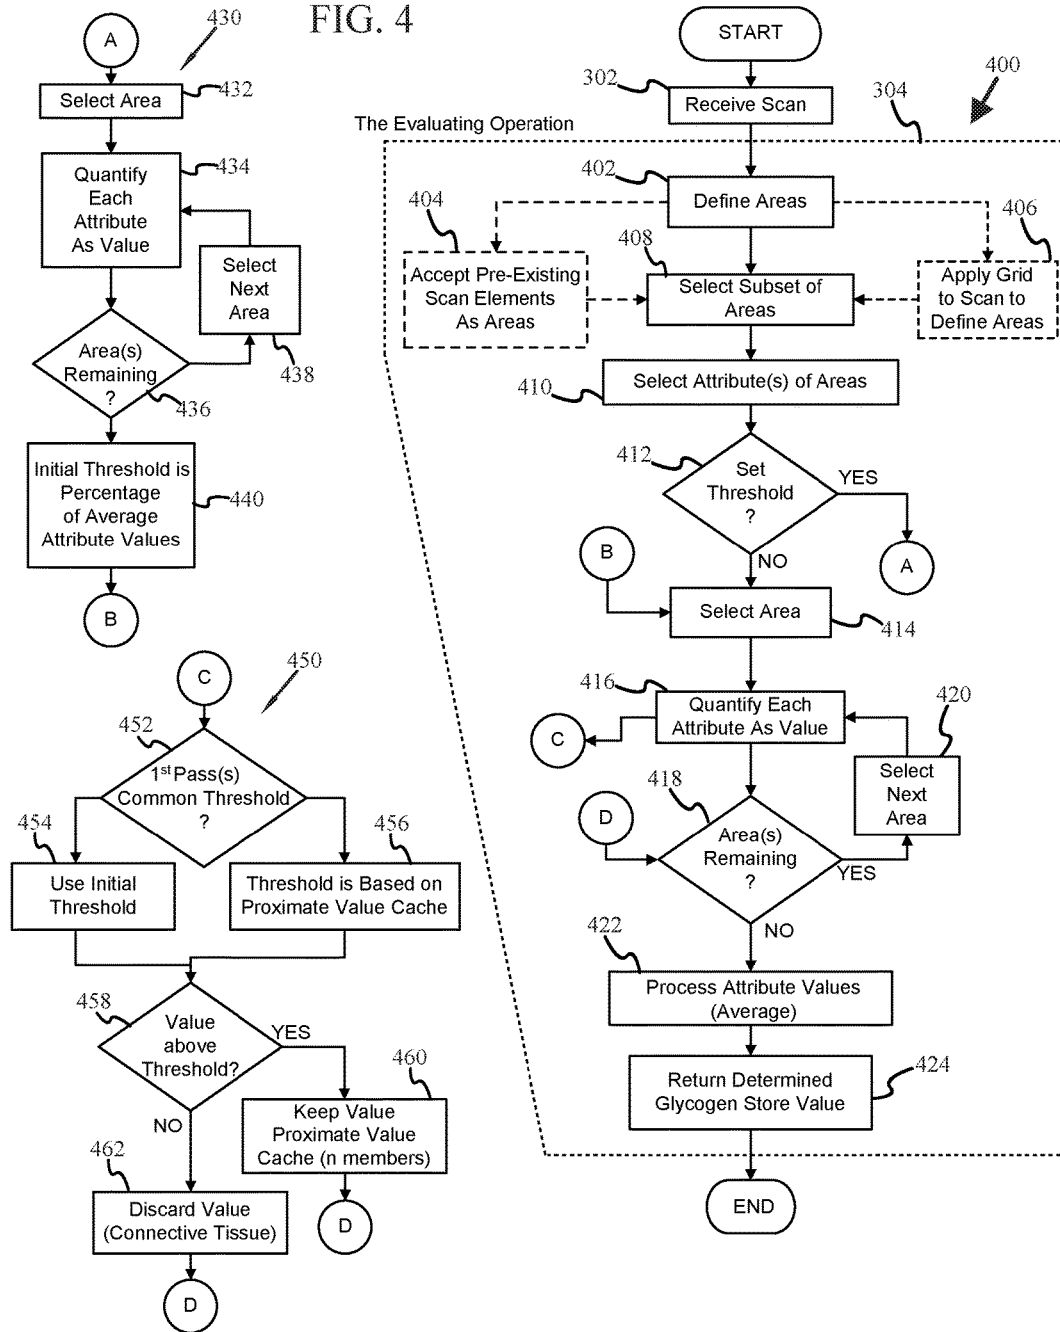 FIG. 4
A
430
Select Area
432
Quantify
Each
Attribute
As Value
434
Select
Next
Area
438
Area(s)
Remaining
?
436
Initial Threshold is
Percentage
of Average
Attribute Values
440
B
C
450
452
1st Pass(s)
Common Threshold
?
454
Use Initial
Threshold
456
Threshold is Based on
Proximate Value Cache
458
Value
above
Threshold?
YES
NO
460
Keep Value
Proximate Value
Cache (n members)
D
462
Discard Value
(Connective Tissue)
D
START
400
302
Receive Scan
304
The Evaluating Operation
402
Define Areas
404
Accept Pre-Existing
Scan Elements
As Areas
406
Apply Grid
to Scan to
Define Areas
408
Select Subset of
Areas
410
Select Attribute(s) of Areas
412
Set
Threshold
?
YES
A
NO
B
Select Area
414
416
Quantify Each
Attribute As Value
C
420
Select
Next
Area
418
D
Area(s)
Remaining
?
YES
NO
422
Process Attribute Values
(Average)
Return Determined
Glycogen Store Value
424
END